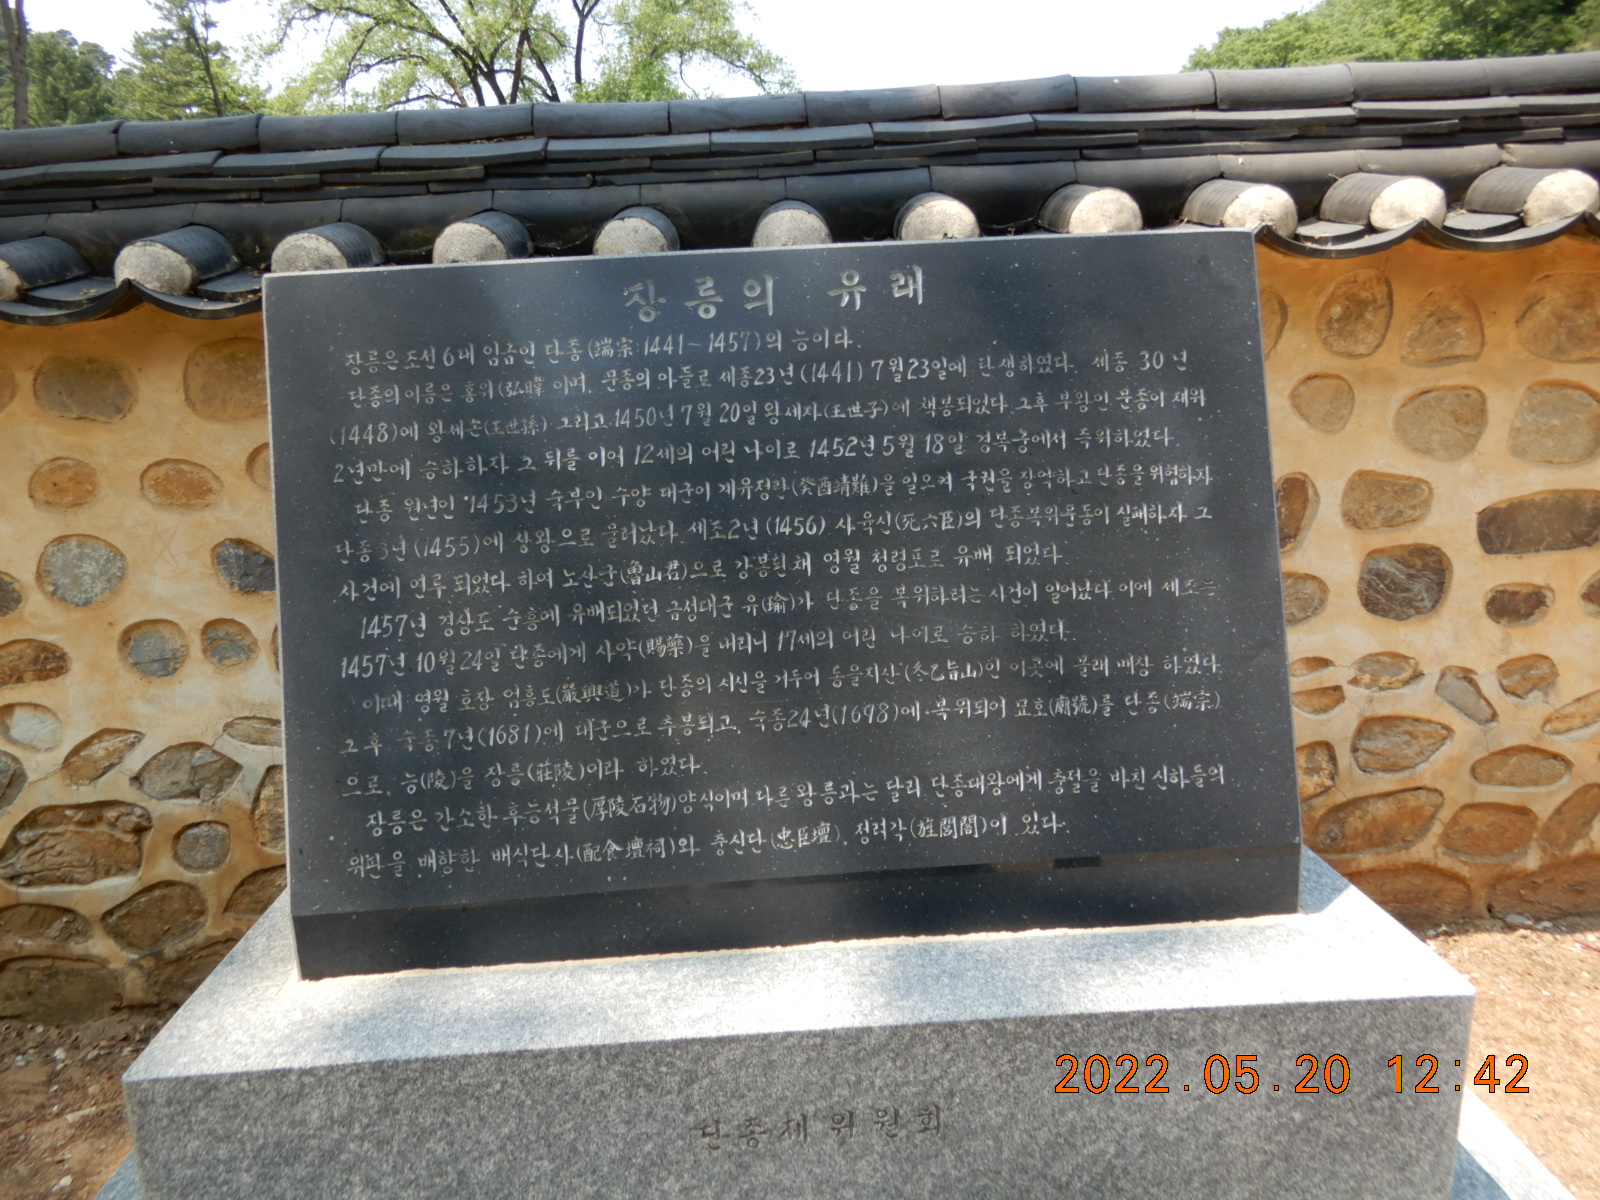 장릉의 유래
장릉은 조선 6대 임금인 단종(端宗:1441~1457)의 능이다.
단종의 이름은 홍위(弘暐 이며, 문종의 아들로 세종23년(1441) 7월23일에 탄생하였다. 세종 30년
(1448)에 왕세손(王世孫) 그리고 1450년 7월 20일 왕세자(王世子)에 책봉되었다. 그후 부왕인 문종이 재위
2년만에 승하하자 그 뒤를 이어 12세의 어린 나이로 1452년 5월 18일 경복궁에서 즉위하였다.
단종 원년인 1453년 숙부인 수양 대군이 계유정란(癸酉靖難)을 일으켜 국권을 장악하고 단종을 위협하자
단종3년(1455)에 상왕으로 물러났다. 세조2년(1456) 사육신(死六臣)의 단종복위운동이 실패하자 그
사건에 연루 되었다 하여 노산군(魯山君)으로 강봉된채 영월 청령포로 유배 되었다.
1457년 경상도 순흥에 유배되었던 금성대군 유(瑜)가 단종을 복위하려는 사건이 일어났다. 이에 세조는
1457년 10월 24일 단종에게 사약(賜藥)을 내리니 17세의 어린 나이로 승하 하였다.
이때 영월 호장 엄흥도(嚴興道)가 단종의 시신을 거두어 동을지산(冬乙旨山)인 이곳에 몰래 매장 하였다.
그후 숙종7년(1681)에 대군으로 추봉되고, 숙종24년(1698)에 복위되어 묘호(廟號)를 단종(端宗)
으로, 능(陵)을 장릉(莊陵)이라 하였다.
장릉은 간소한 후능석물(厚陵石物)양식이며 다른 왕릉과는 달리 단종대왕에게 충절을 바친 신하들의
위판을 배향한 배식단사(配食壇祠)와 충신단(忠臣壇), 정려각(旌閭閣)이 있다.
단종제위원회
2022.05.20 12:42